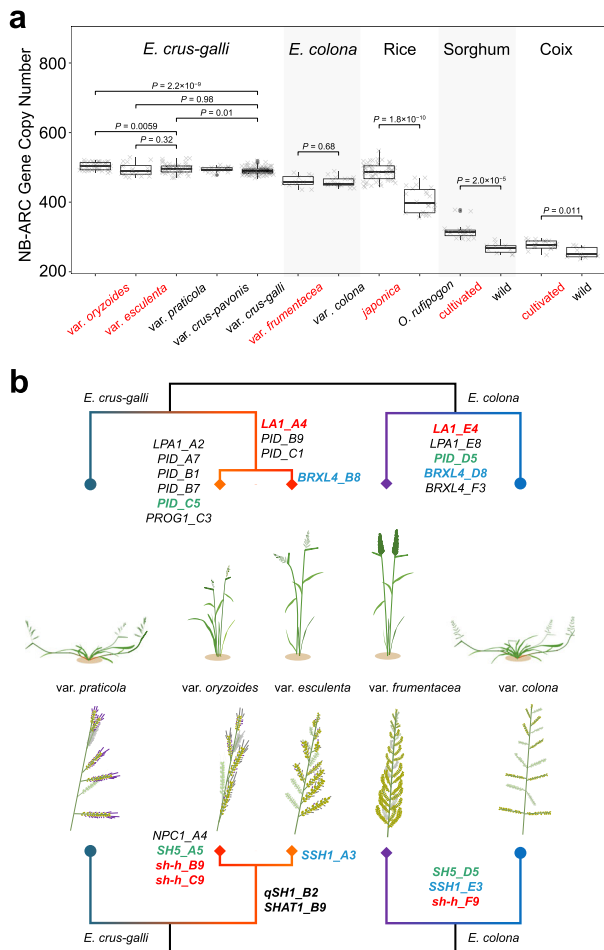 a
E. crus-galli
E. colona
Rice
Sorghum
Coix
NB-ARC Gene Copy Number
800
600
400
200
P = 2.2×10⁻⁹
P = 0.98
P = 0.01
P = 0.0059
P = 0.32
P = 0.68
P = 1.8×10⁻¹⁰
P = 2.0×10⁻⁵
P = 0.011
var. oryzoides
var. esculenta
var. praticola
var. crus-pavonis
var. crus-galli
var. frumentacea
var. colona
japonica
O. rufipogon
cultivated
wild
cultivated
wild
b
E. crus-galli
E. colona
LA1_A4
PID_B9
PID_C1
LPA1_A2
PID_A7
PID_B1
PID_B7
PID_C5
PROG1_C3
BRXL4_B8
LA1_E4
LPA1_E8
PID_D5
BRXL4_D8
BRXL4_F3
var. praticola
var. oryzoides
var. esculenta
var. frumentacea
var. colona
NPC1_A4
SH5_A5
sh-h_B9
sh-h_C9
SSH1_A3
qSH1_B2
SHAT1_B9
SH5_D5
SSH1_E3
sh-h_F9
E. crus-galli
E. colona